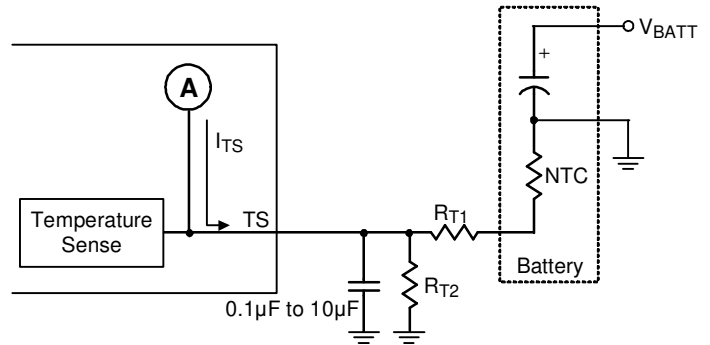 V_BATT
+
A
I_TS
NTC
Temperature
Sense
TS
R_T1
Battery
R_T2
0.1µF to 10µF